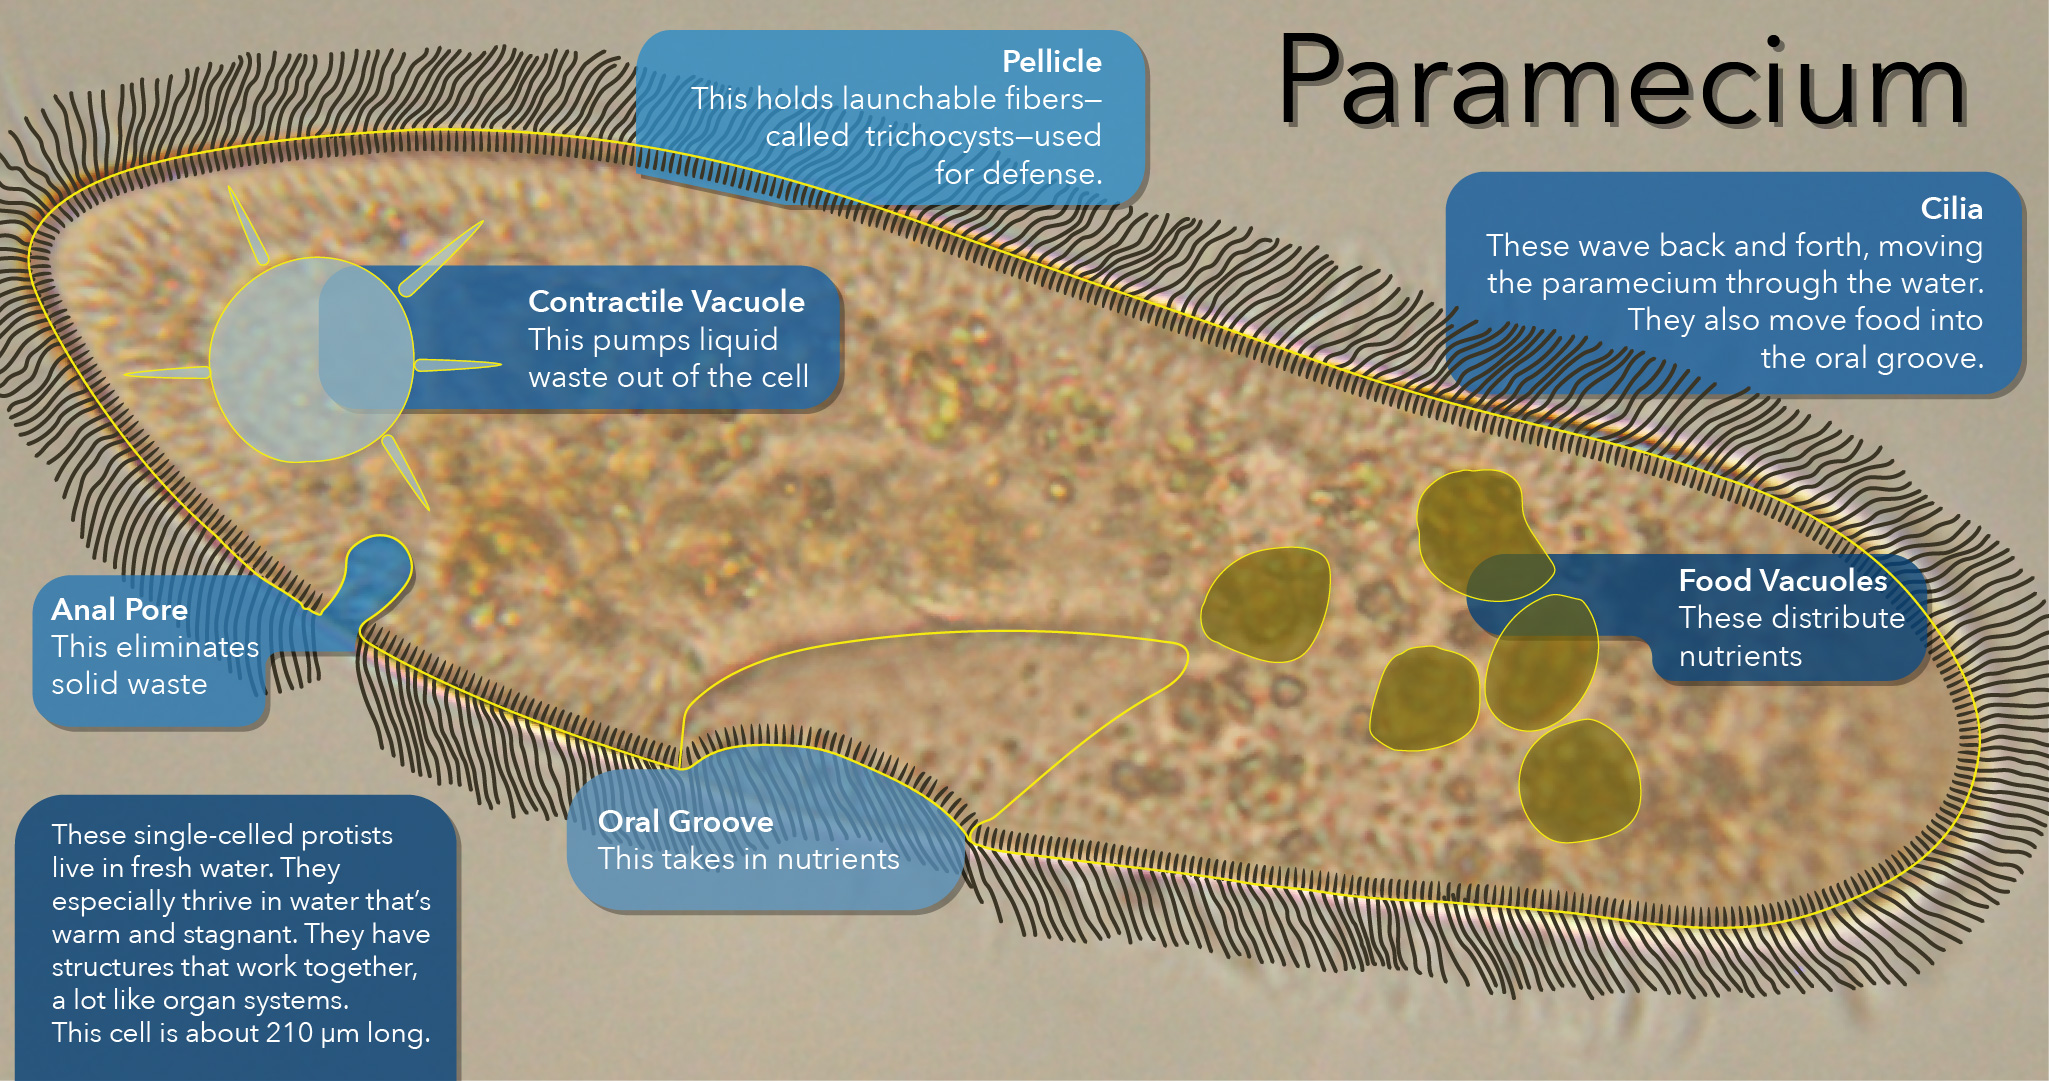 Paramecium
Pellicle
This holds launchable fibers—
called trichocysts—used
for defense.
Cilia
These wave back and forth, moving
the paramecium through the water.
They also move food into
the oral groove.
Contractile Vacuole
This pumps liquid
waste out of the cell
Food Vacuoles
These distribute
nutrients
Anal Pore
This eliminates
solid waste
Oral Groove
This takes in nutrients
These single-celled protists
live in fresh water. They
especially thrive in water that’s
warm and stagnant. They have
structures that work together,
a lot like organ systems.
This cell is about 210 µm long.